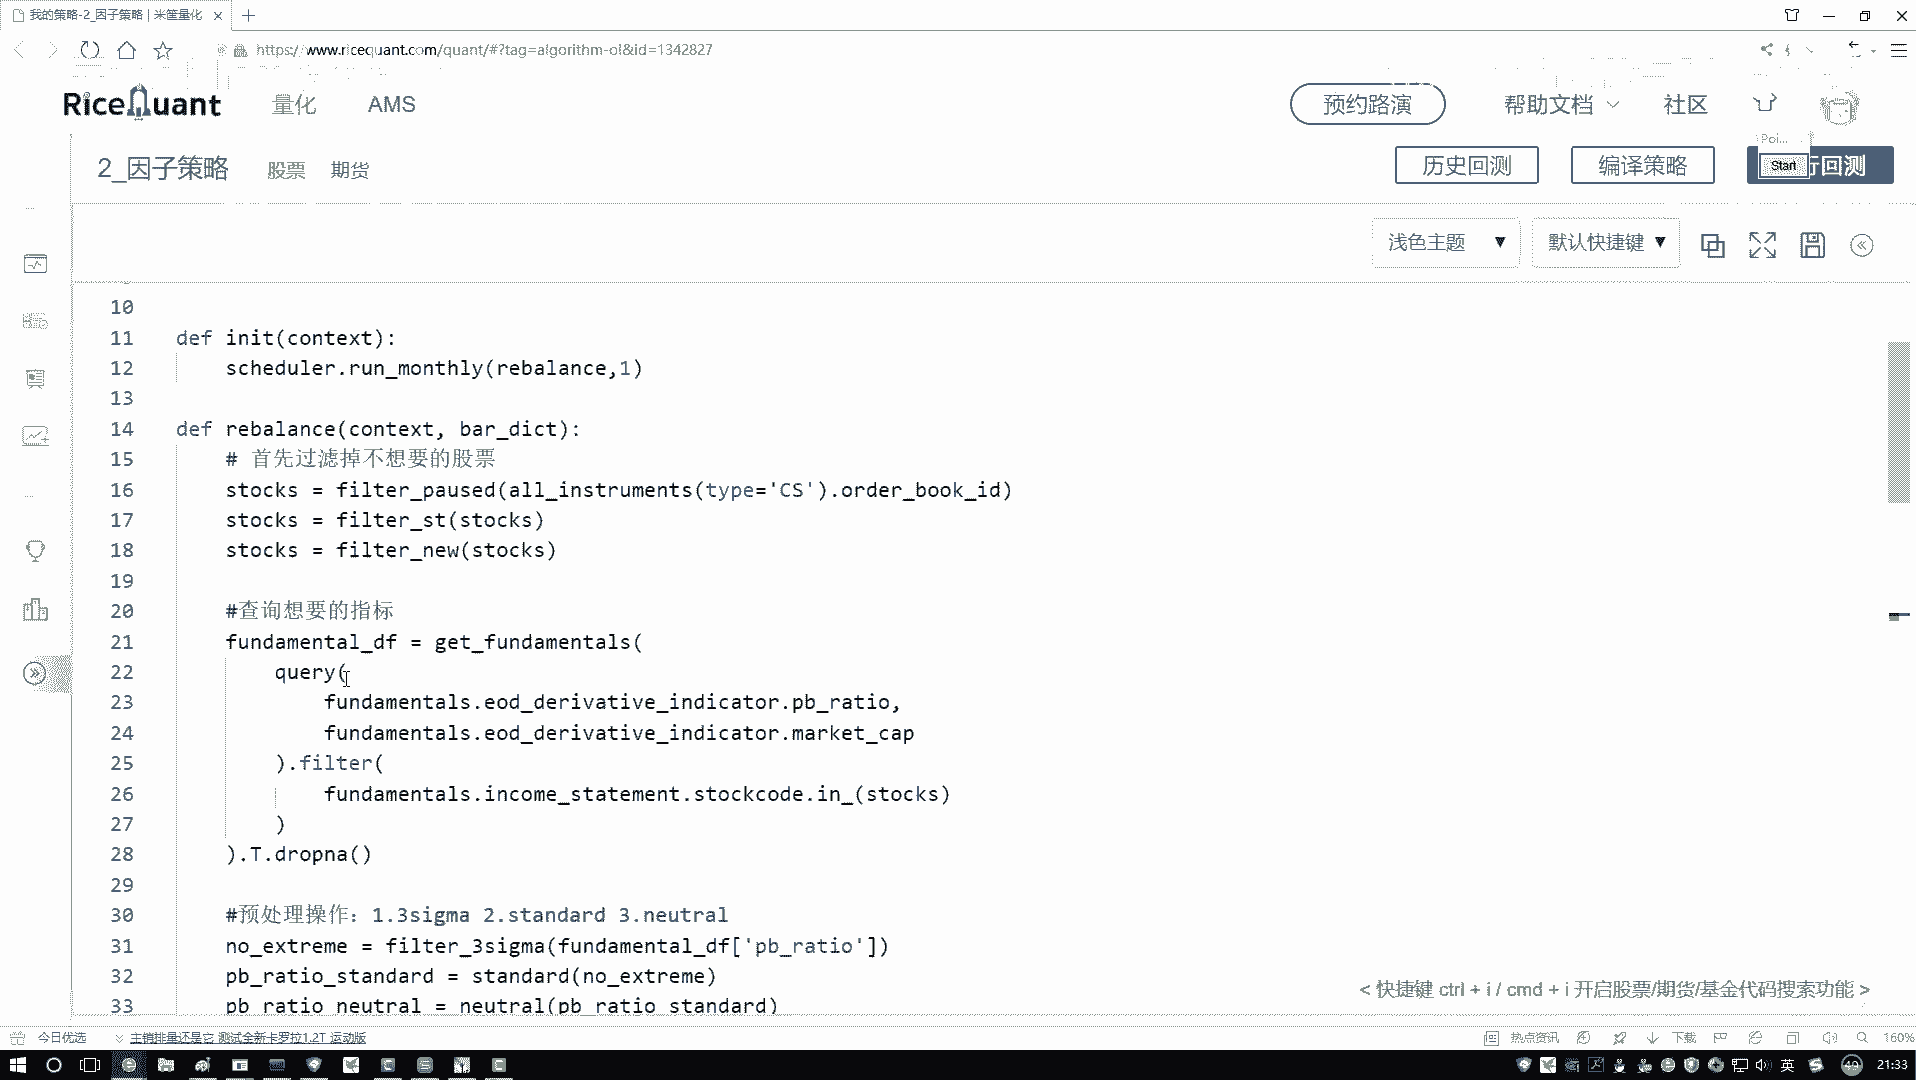 我的策略-2_因子策略 | 米筐量化
https://www.ricequant.com/quant/#?tag=algorithm-ol&id=1342827
RiceQuant 量化 AMS 预约路演 帮助文档 社区
Poi...
2_因子策略 股票 期货 历史回测 编译策略 Start 行回测
浅色主题 ▼ 默认快捷键 ▼
10
11 def init(context):
12     scheduler.run_monthly(rebalance,1)
13
14 def rebalance(context, bar_dict):
15     # 首先过滤掉不想要的股票
16     stocks = filter_paused(all_instruments(type='CS').order_book_id)
17     stocks = filter_st(stocks)
18     stocks = filter_new(stocks)
19
20     #查询想要的指标
21     fundamental_df = get_fundamentals(
22         query(
23             fundamentals.eod_derivative_indicator.pb_ratio,
24             fundamentals.eod_derivative_indicator.market_cap
25         ).filter(
26             fundamentals.income_statement.stockcode.in_(stocks)
27         )
28     ).T.dropna()
29
30     #预处理操作：1.3sigma 2.standard 3.neutral
31     no_extreme = filter_3sigma(fundamental_df['pb_ratio'])
32     pb_ratio_standard = standard(no_extreme)
33     pb_ratio_neutral = neutral(pb_ratio_standard)
< 快捷键 ctrl + i / cmd + i 开启股票/期货/基金代码搜索功能 >
今日优选 主销排量还是它 测试全新卡罗拉1.2T 运动版 热点资讯 下载 160%
英 49 21:33